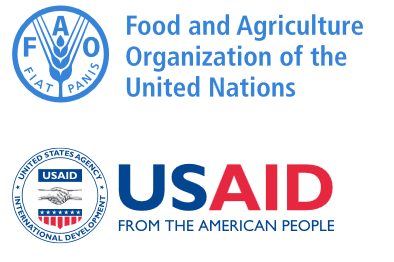 F A O
FIAT PANIS
Food and Agriculture
Organization of the
United Nations
UNITED STATES AGENCY
USAID
INTERNATIONAL DEVELOPMENT
USAID
FROM THE AMERICAN PEOPLE